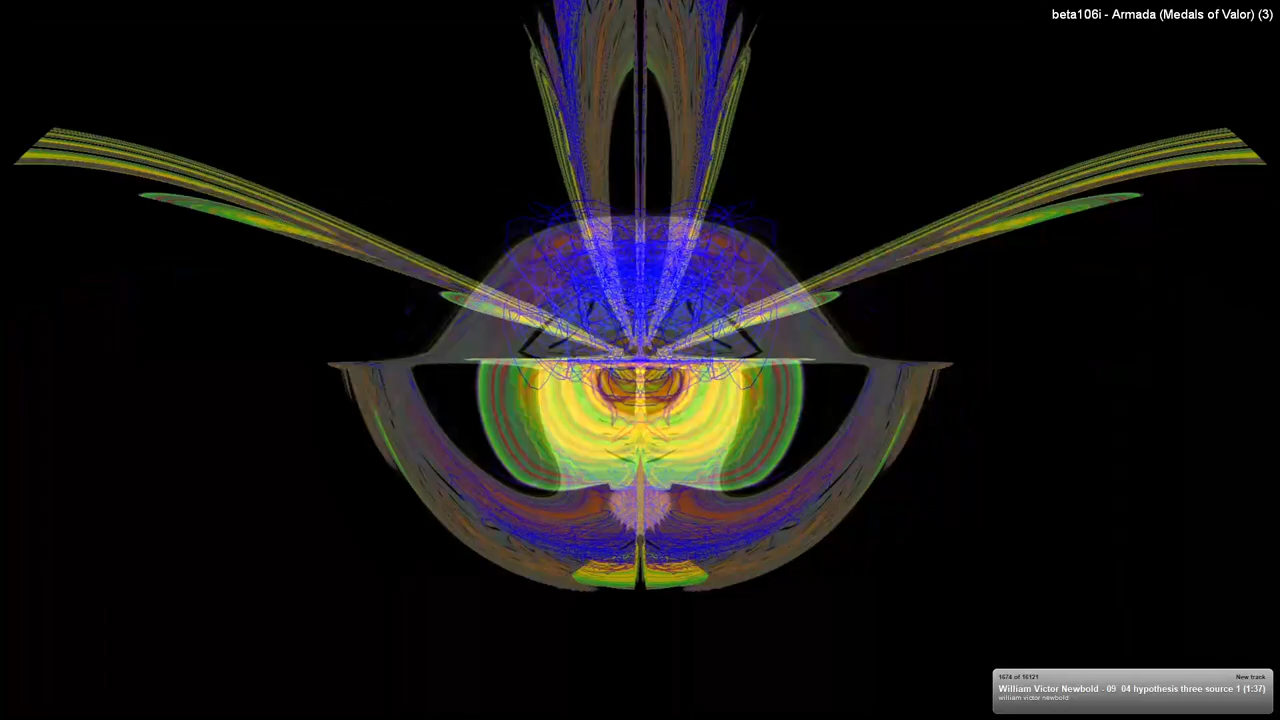 beta106i - Armada (Medals of Valor) (3)
1674 of 16121 New track
William Victor Newbold - 09 04 hypothesis three source 1 (1:37)
william victor newbold